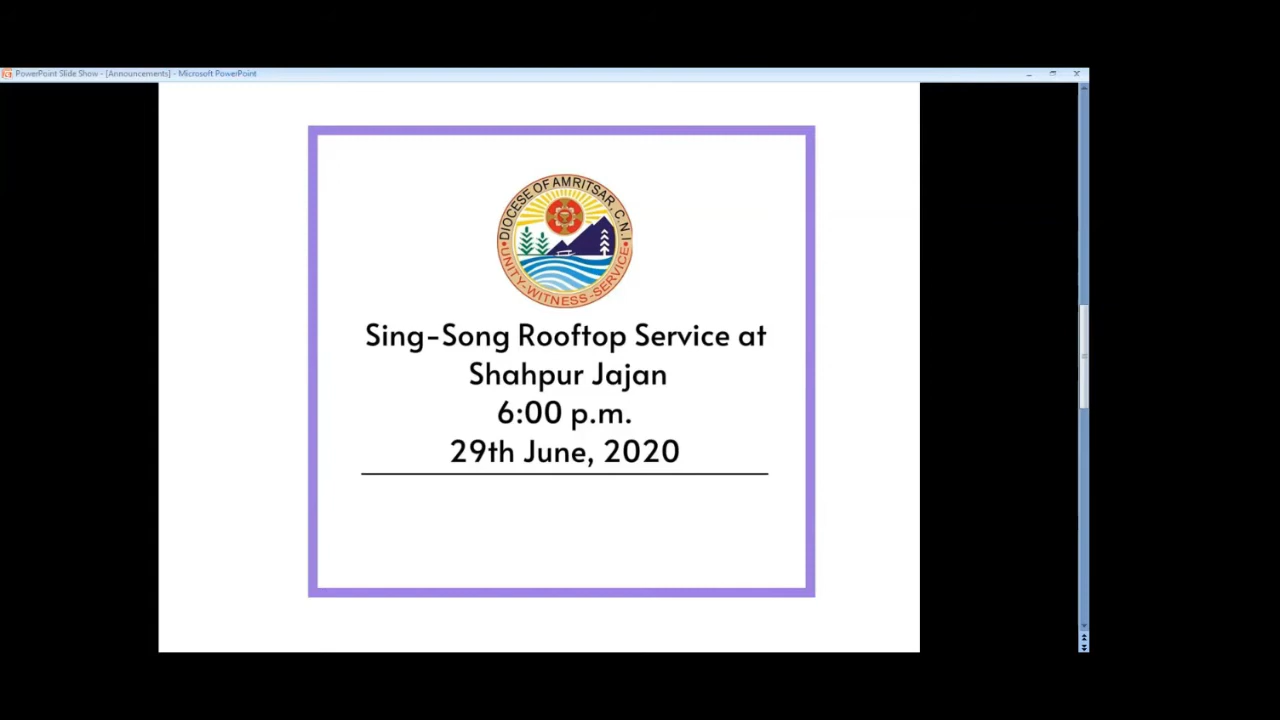 PowerPoint Slide Show - [Announcements] - Microsoft PowerPoint
DIOCESE OF AMRITSAR, C.N.I
UNITY-WITNESS-SERVICE
Sing-Song Rooftop Service at
Shahpur Jajan
6:00 p.m.
29th June, 2020